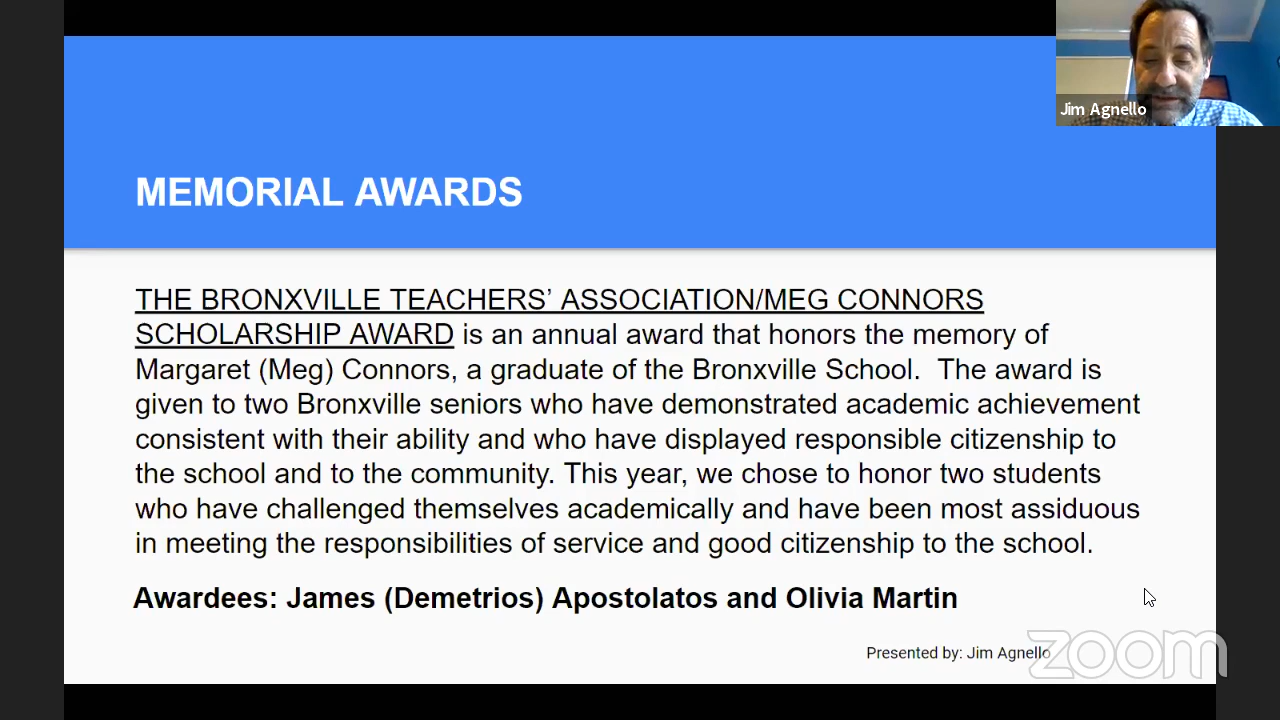 Jim Agnello
MEMORIAL AWARDS
THE BRONXVILLE TEACHERS’ ASSOCIATION/MEG CONNORS
SCHOLARSHIP AWARD is an annual award that honors the memory of
Margaret (Meg) Connors, a graduate of the Bronxville School.  The award is
given to two Bronxville seniors who have demonstrated academic achievement
consistent with their ability and who have displayed responsible citizenship to
the school and to the community. This year, we chose to honor two students
who have challenged themselves academically and have been most assiduous
in meeting the responsibilities of service and good citizenship to the school.
Awardees: James (Demetrios) Apostolatos and Olivia Martin
Presented by: Jim Agnello
zoom